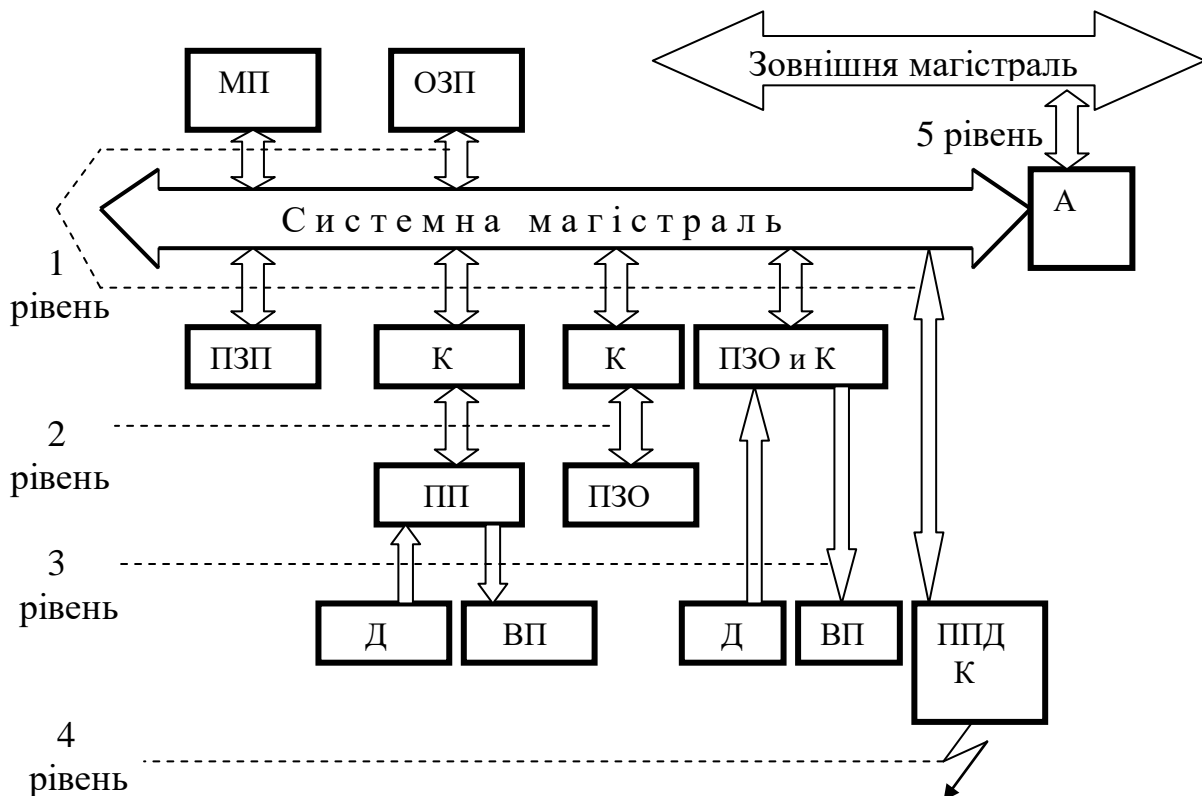 Зовнішня магістраль
МП
ОЗП
5 рівень
А
Системна магістраль
1
рівень
ПЗП
К
К
ПЗО и К
2
рівень
ПП
ПЗО
3
рівень
Д
ВП
Д
ВП
ППД
К
4
рівень